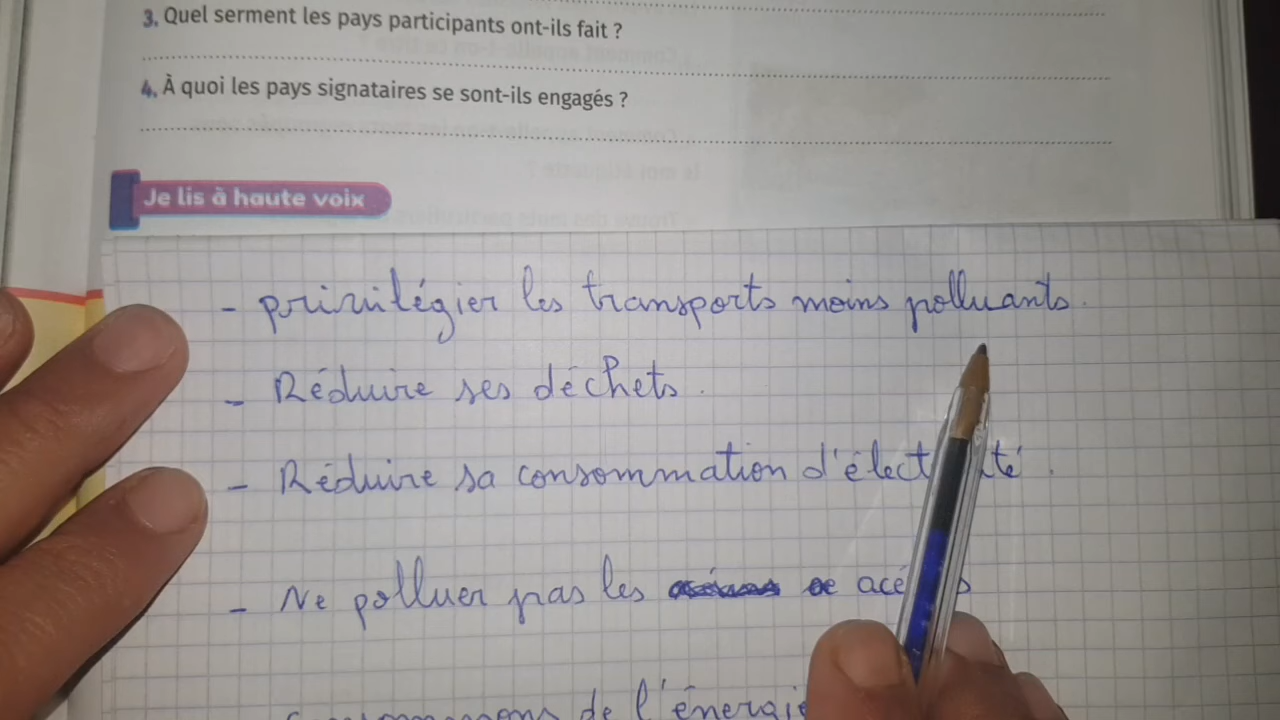 3. Quel serment les pays participants ont-ils fait ?
4. À quoi les pays signataires se sont-ils engagés ?
Je lis à haute voix
- privilégier les transports moins polluants.
- Réduire ses déchets.
- Réduire sa consommation
- Ne polluer pas les
de l'énergie